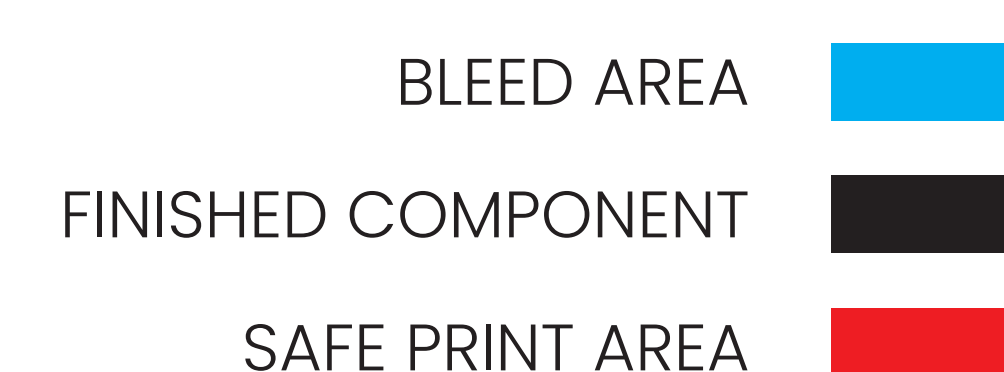 BLEED AREA
FINISHED COMPONENT
SAFE PRINT AREA